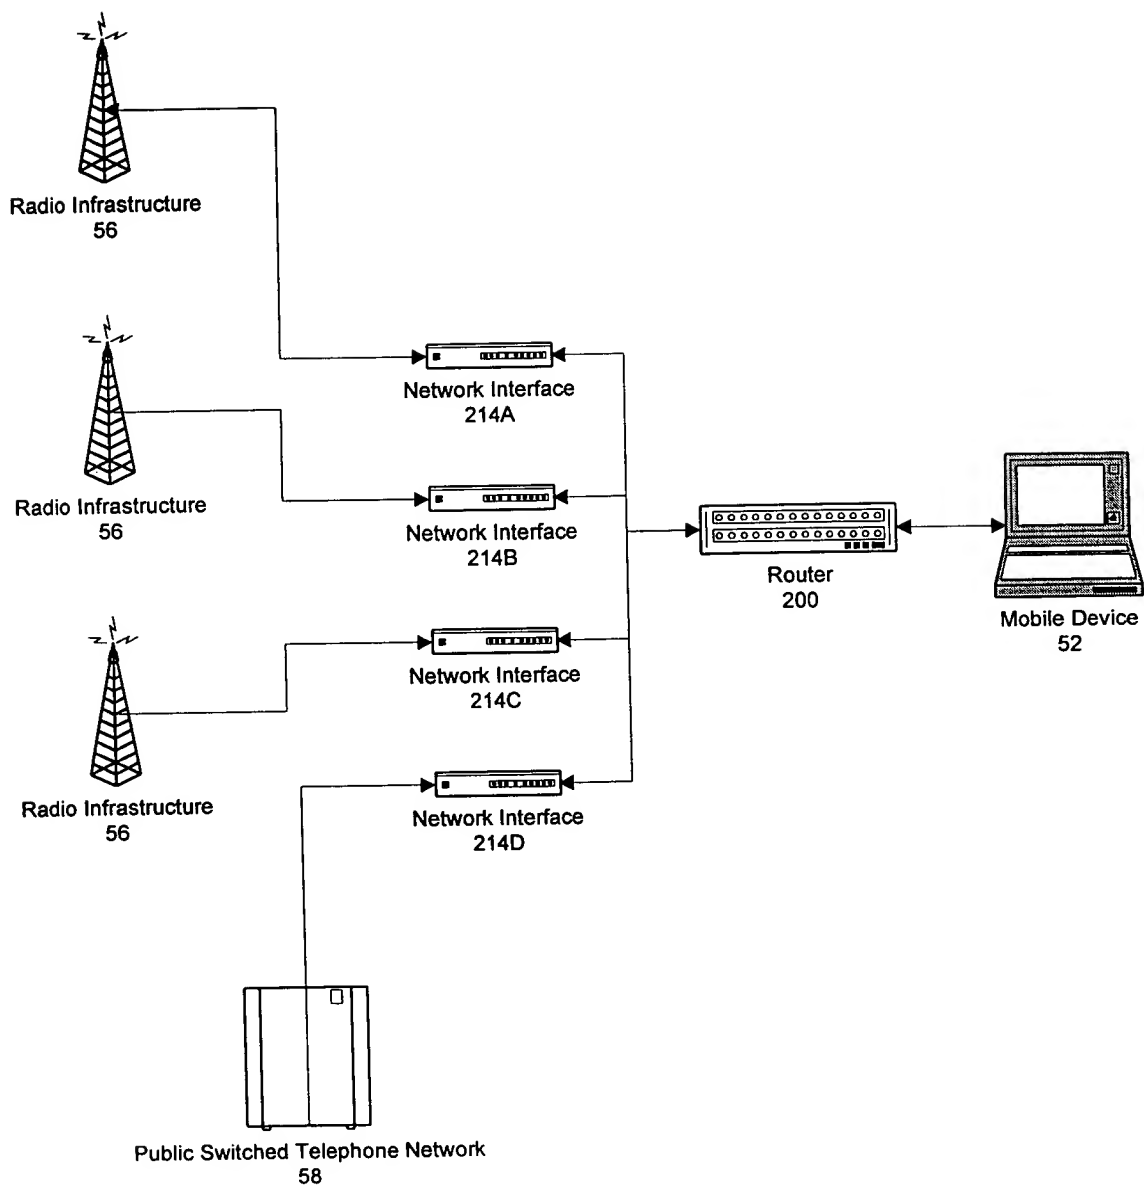 Radio Infrastructure
56
Network Interface
214A
Radio Infrastructure
56
Network Interface
214B
Router
200
Mobile Device
52
Radio Infrastructure
56
Network Interface
214C
Network Interface
214D
Public Switched Telephone Network
58